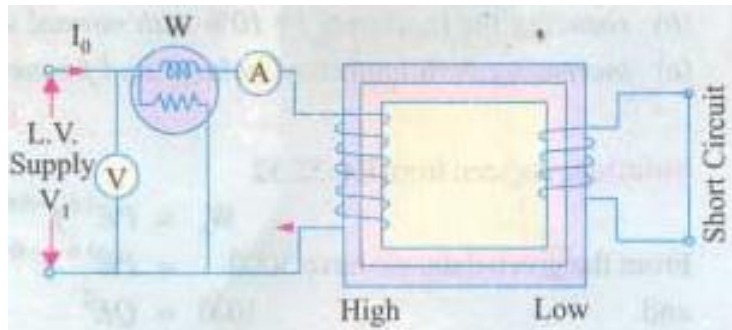 W
I₀
A
L.V.
Supply
V
V₁
Short Circuit
High
Low